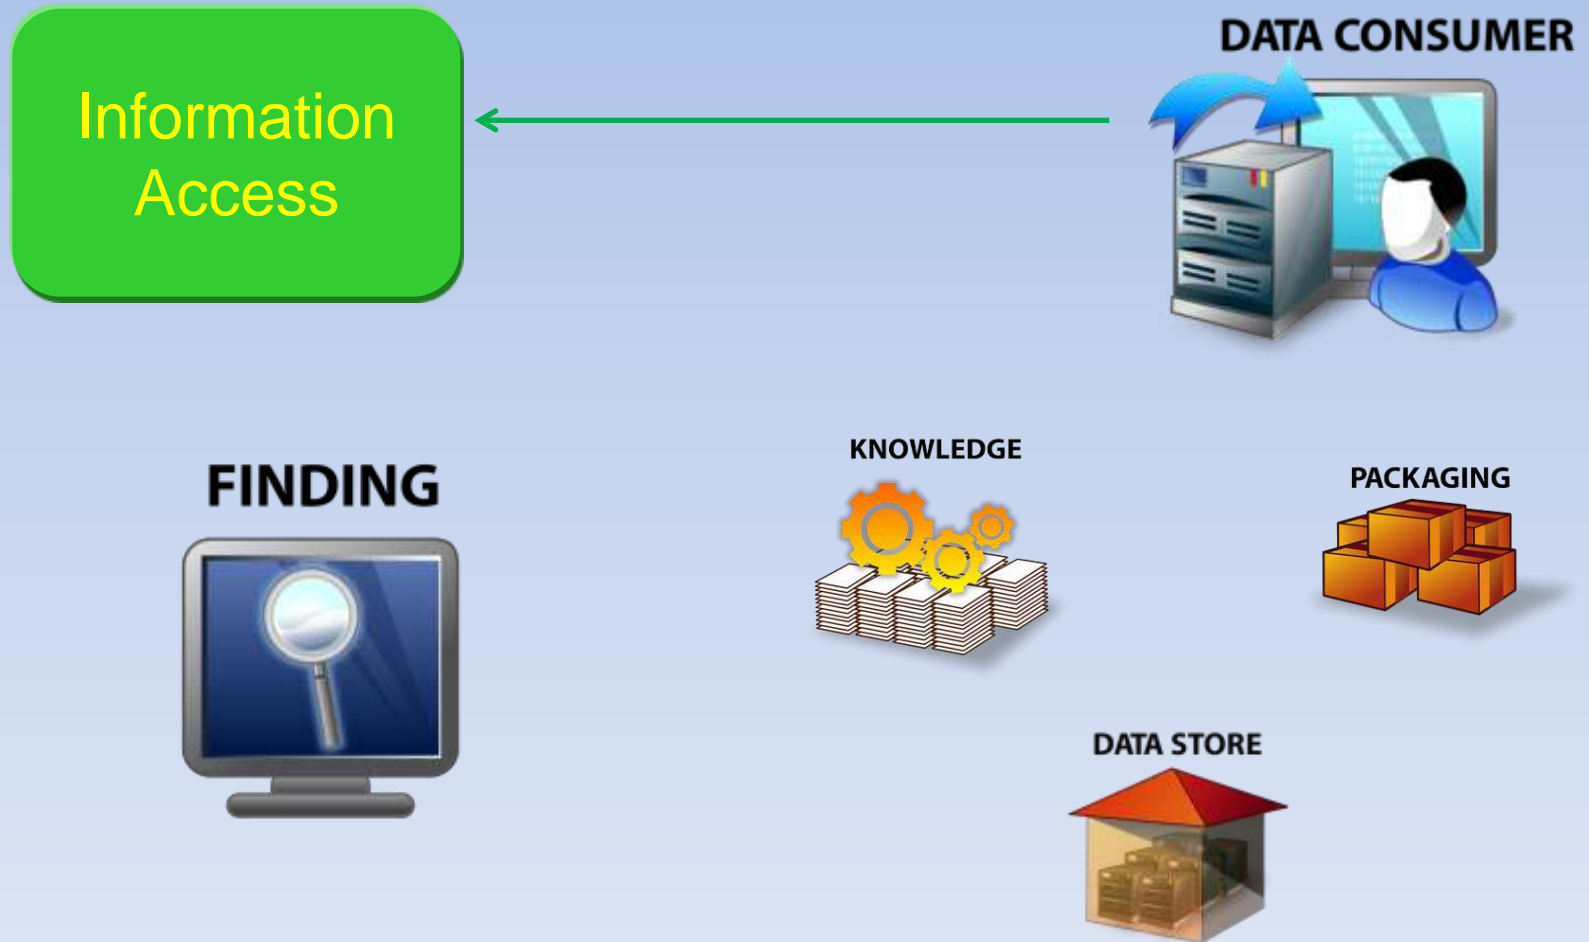 DATA CONSUMER
Information
Access
KNOWLEDGE
FINDING
PACKAGING
DATA STORE